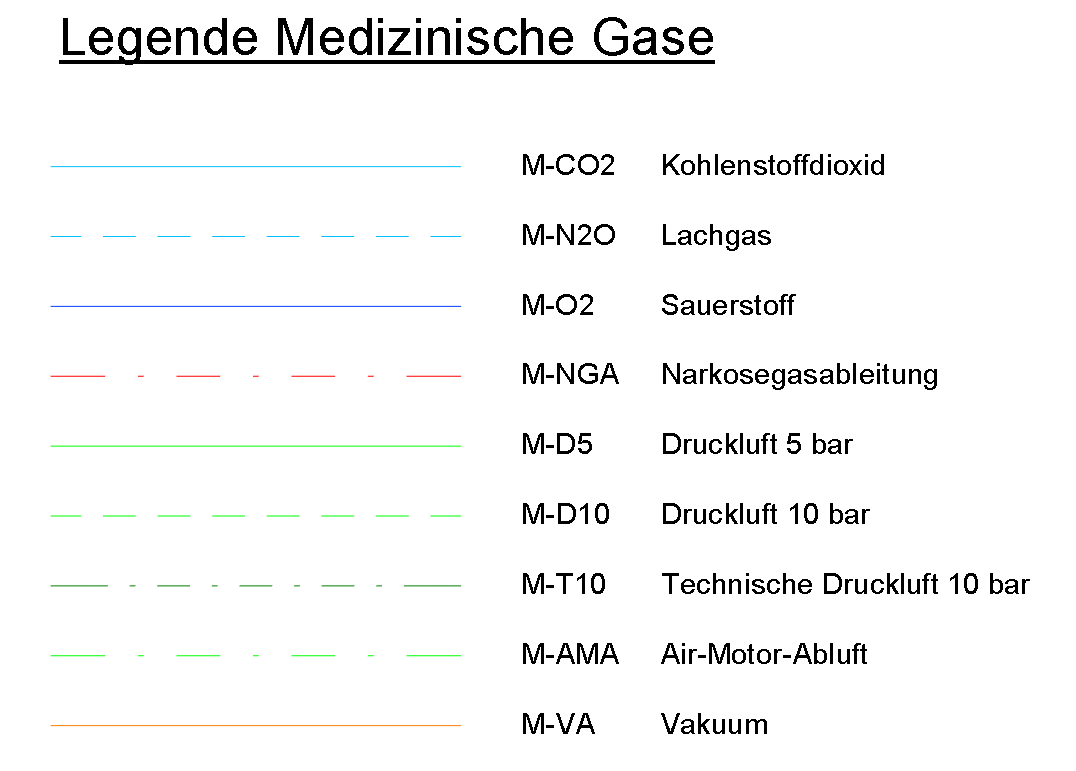 Legende Medizinische Gase
M-CO2 Kohlenstoffdioxid
M-N2O Lachgas
M-O2 Sauerstoff
M-NGA Narkosegasableitung
M-D5 Druckluft 5 bar
M-D10 Druckluft 10 bar
M-T10 Technische Druckluft 10 bar
M-AMA Air-Motor-Abluft
M-VA Vakuum